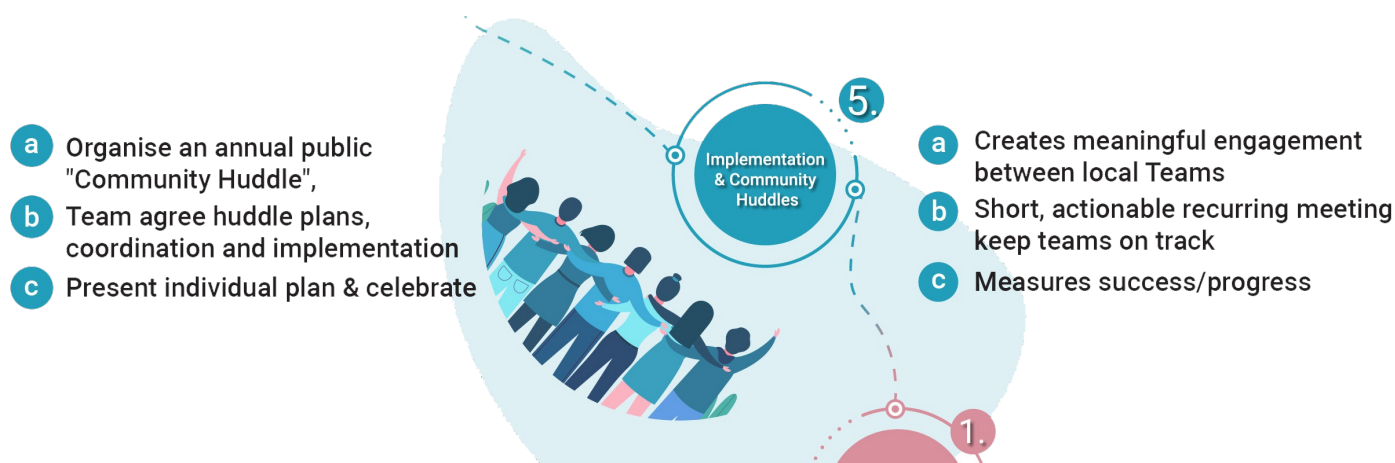 a
Organise an annual public
"Community Huddle",
b
Team agree huddle plans,
coordination and implementation
c
Present individual plan & celebrate
5.
Implementation
& Community
Huddles
a
Creates meaningful engagement
between local Teams
b
Short, actionable recurring meeting
keep teams on track
c
Measures success/progress
1.